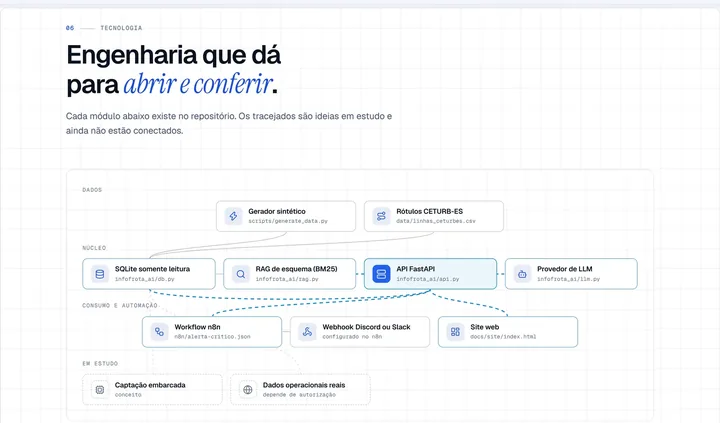 06 TECNOLOGIA
Engenharia que dá
para abrir e conferir.
Cada módulo abaixo existe no repositório. Os tracejados são ideias em estudo e
ainda não estão conectados.
DADOS
Gerador sintético
scripts/generate_data.py
Rótulos CETURB-ES
data/linhas_ceturbes.csv
NÚCLEO
SQLite somente leitura
infofrota_ai/db.py
RAG de esquema (BM25)
infofrota_ai/rag.py
API FastAPI
infofrota_ai/api.py
Provedor de LLM
infofrota_ai/llm.py
CONSUMO E AUTOMAÇÃO
Workflow n8n
n8n/alerta-critico.json
Webhook Discord ou Slack
configurado no n8n
Site web
docs/site/index.html
EM ESTUDO
Captação embarcada
conceito
Dados operacionais reais
depende de autorização